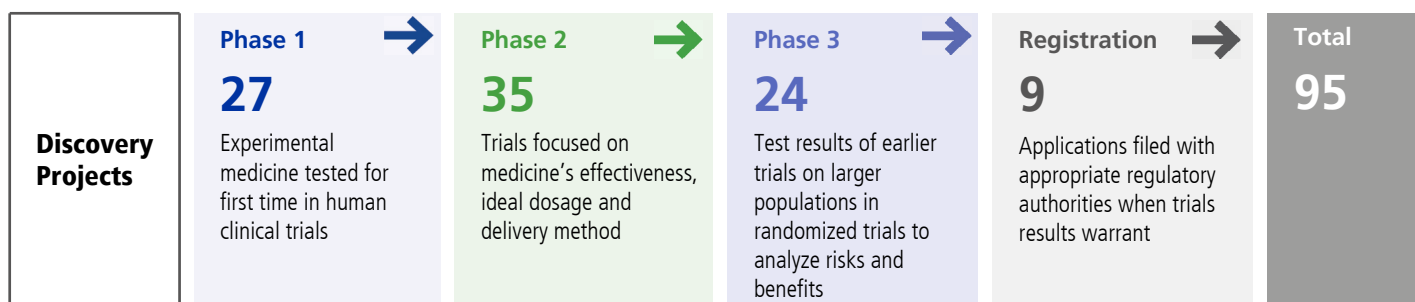 Discovery
Projects
Phase 1
27
Experimental
medicine tested for
first time in human
clinical trials
Phase 2
35
Trials focused on
medicine’s effectiveness,
ideal dosage and
delivery method
Phase 3
24
Test results of earlier
trials on larger
populations in
randomized trials to
analyze risks and
benefits
Registration
9
Applications filed with
appropriate regulatory
authorities when trials
results warrant
Total
95